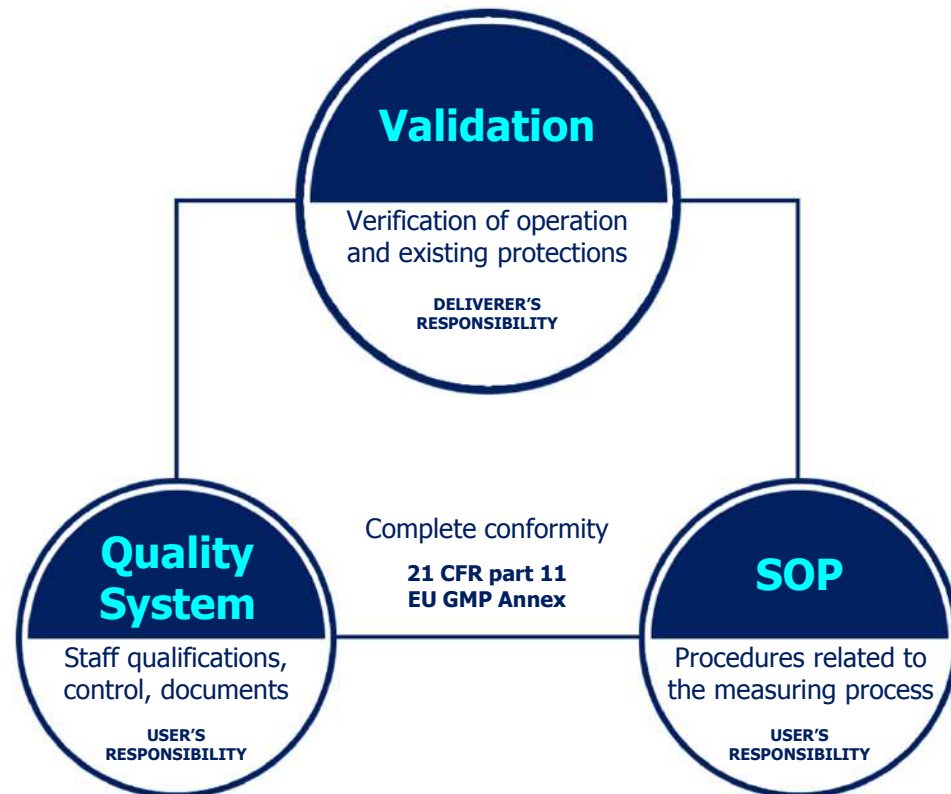 Validation
Verification of operation
and existing protections
DELIVERER'S
RESPONSIBILITY
Quality
System
Staff qualifications,
control, documents
USER'S
RESPONSIBILITY
Complete conformity
21 CFR part 11
EU GMP Annex
SOP
Procedures related to
the measuring process
USER'S
RESPONSIBILITY